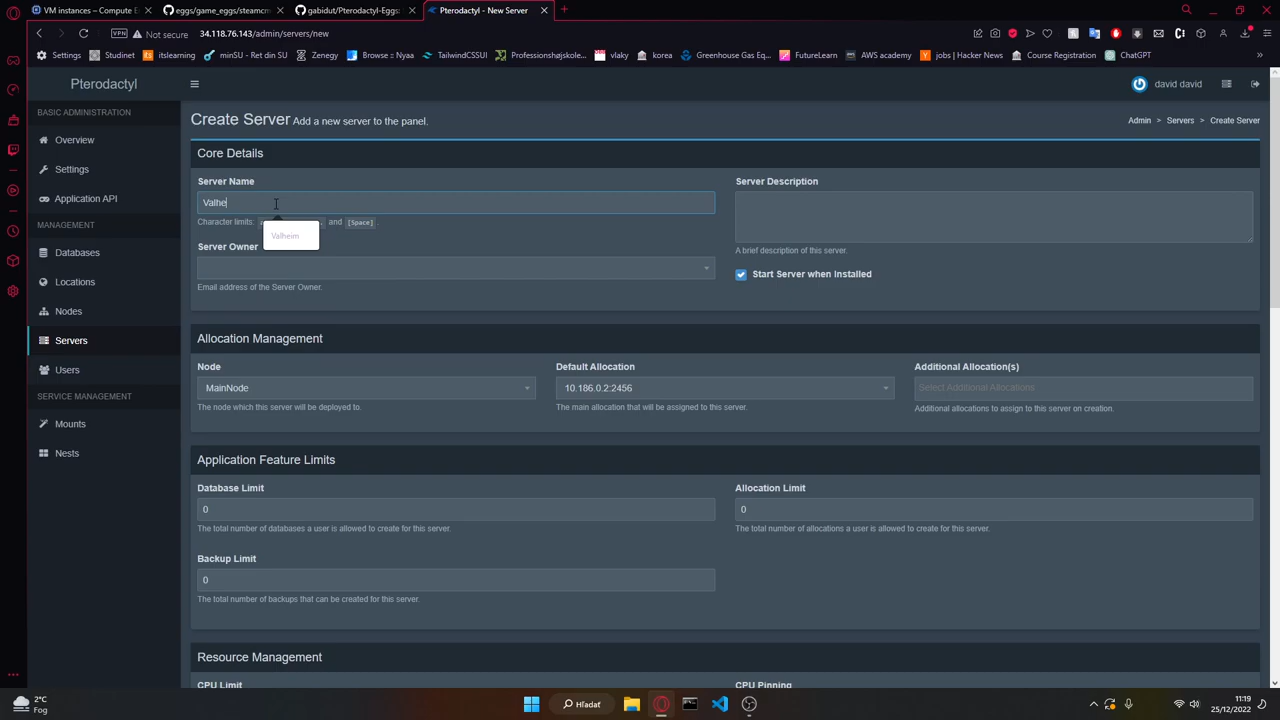 VM instances – Compute E
eggs/eggs/steamcm
gabidut/Pterodactyl-Eggs:
Pterodactyl - New Server
VPN
Not secure
34.118.76.143/admin/servers/new
Settings
Student
itslearning
minSU - Discord
Zenegy
Browse :: Nyaa
TailwindCSSU
Professionshøjskol...
vlaky
korea
Greenhouse Gas Eq...
FutureLearn
AWS academy
jobs | Hacker News
Course Registration
ChatGPT
Pterodactyl
david david
BASIC ADMINISTRATION
Overview
Settings
Application API
MANAGEMENT
Databases
Locations
Nodes
Servers
Users
SERVICE MANAGEMENT
Mounts
Nests
Create Server Add a new server to the panel.
Admin > Servers > Create Server
Core Details
Server Name
Valhe
Character limits: and [Space].
Valheim
Server Owner
Email address of the Server Owner.
Server Description
A brief description of this server.
Start Server when Installed
Allocation Management
Node
MainNode
The node which this server will be deployed to.
Default Allocation
10.186.0.2:2456
The main allocation that will be assigned to this server.
Additional Allocation(s)
Select Additional Allocations
Additional allocations to assign to this server on creation.
Application Feature Limits
Database Limit
0
The total number of databases a user is allowed to create for this server.
Allocation Limit
0
The total number of allocations a user is allowed to create for this server.
Backup Limit
0
The total number of backups that can be created for this server.
Resource Management
CPU Limit
CPU Pinning
2°C
Fog
Hľadať
11:19
25/12/2022